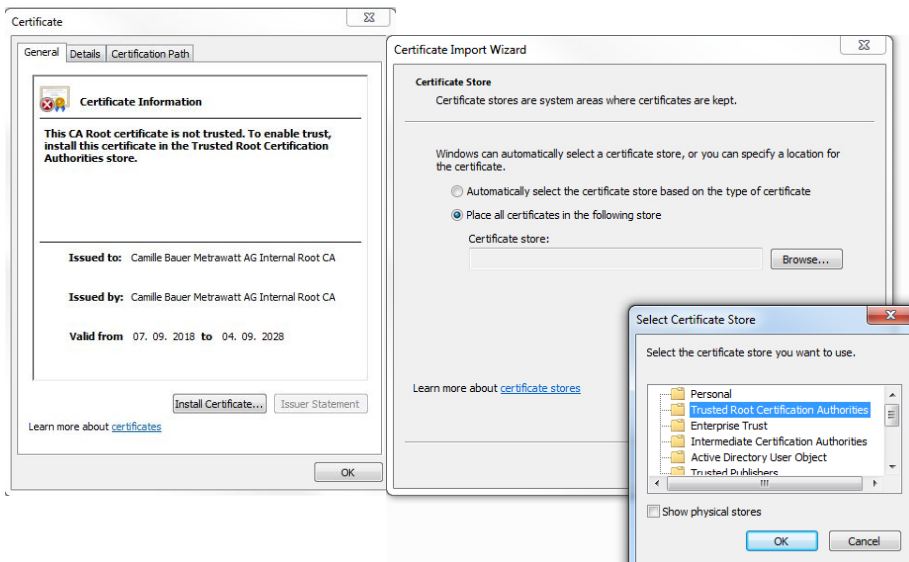 Certificate
General Details Certification Path
Certificate Information
This CA Root certificate is not trusted. To enable trust,
install this certificate in the Trusted Root Certification
Authorities store.
Issued to: Camille Bauer Metrawatt AG Internal Root CA
Issued by: Camille Bauer Metrawatt AG Internal Root CA
Valid from 07. 09. 2018 to 04. 09. 2028
Install Certificate... Issuer Statement
Learn more about certificates
OK
Certificate Import Wizard
Certificate Store
Certificate stores are system areas where certificates are kept.
Windows can automatically select a certificate store, or you can specify a location for
the certificate.
Automatically select the certificate store based on the type of certificate
Place all certificates in the following store
Certificate store:
Browse...
Learn more about certificate stores
Select Certificate Store
Select the certificate store you want to use.
Personal
Trusted Root Certification Authorities
Enterprise Trust
Intermediate Certification Authorities
Active Directory User Object
Trusted Publishers
Show physical stores
OK Cancel